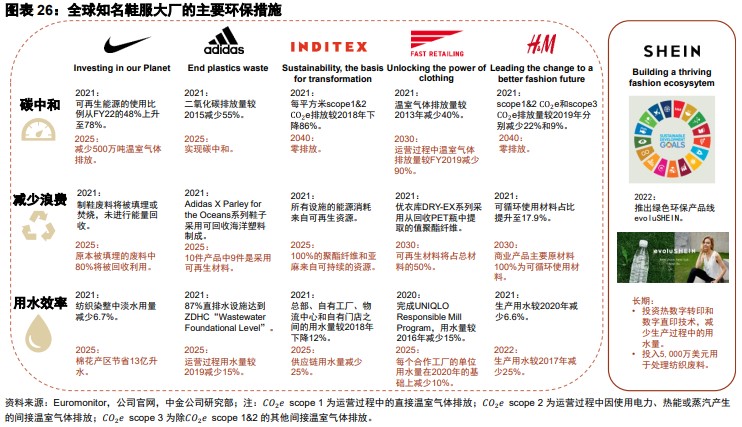 图表 26：全球知名鞋服大厂的主要环保措施
adidas
INDITEX
FAST RETAILING
H&M
SHEIN
Investing in our Planet
End plastics waste
Sustainability, the basis
for transformation
Unlocking the power of
clothing
Leading the change to a
better fashion future
Building a thriving
fashion ecosysytem
碳中和
2021：
可再生能源的使用比
例从FY22的48%上升
至78%。
2025：
减少500万吨温室气体
排放。
2021：
二氧化碳排放量较
2015减少55%。
2025：
实现碳中和。
2021：
每平方米scope1&2
CO₂e排放较2018年下
降86%。
2040：
零排放。
2021：
温室气体排放量较
2013年减少40%。
2030：
运营过程中温室气体
排放量较FY2019减少
90%。
2021：
scope1&2 CO₂e和scope3
CO₂e排放量较2019年分
别减少22%和9%。
2040：
零排放。
SUSTAINABLE
DEVELOPMENT
GOALS
减少浪费
2021：
制鞋废料将被填埋或
焚烧，未进行能量回
收。
2025：
原本被填埋的废料中
80%将被回收利用。
2021：
Adidas X Parley for
the Oceans系列鞋子
采用可回收海洋塑料
制成。
2025：
10件产品中9件是采用
可再生材料。
2021：
所有设施的能源消耗
来自可再生资源。
2025：
100%的聚酯纤维和亚
麻来自可持续的资源。
2021：
优衣库DRY-EX系列采
用从回收PET瓶中提
取的值聚酯纤维。
2030：
可再生材料将占总材
料的50%。
2021：
可循环使用材料占比
提升至17.9%。
2030：
商业产品主要原材料
100%为可循环使用材
料。
2022：
推出绿色环保产品线
evoluSHEIN。
evoluSHEIN
用水效率
2021：
纺织染整中淡水用量
减少6.7%。
2025：
棉花产区节省13亿升
水。
2021：
87%直排水设施达到
ZDHC“Wastewater
Foundational Level”。
2025：
运营过程用水量较
2019减少15%。
2021：
总部、自有工厂、物
流中心和自有门店之
间的用水量较2018年
下降12%。
2025：
供应链用水量减少
25%。
2020：
完成UNIQLO
Responsible Mill
Program，用水量较
2016年减少15%。
2025：
每个合作工厂的单位
用水量在2020年的基
础上减少10%。
2021：
生产用水较2020年减
少6.6%。
2022：
生产用水较2017年减
少25%。
长期：
• 投资热数字转印和
数字直印技术，减
少生产过程中的用
水量。
• 投入5,000万美元用
于处理纺织废料。
资料来源：Euromonitor，公司官网，中金公司研究部；注：CO₂e scope 1 为运营过程中的直接温室气体排放；CO₂e scope 2 为运营过程中因使用电力、热能或蒸汽产生
的间接温室气体排放；CO₂e scope 3 为除CO₂e scope 1&2 的其他间接温室气体排放。